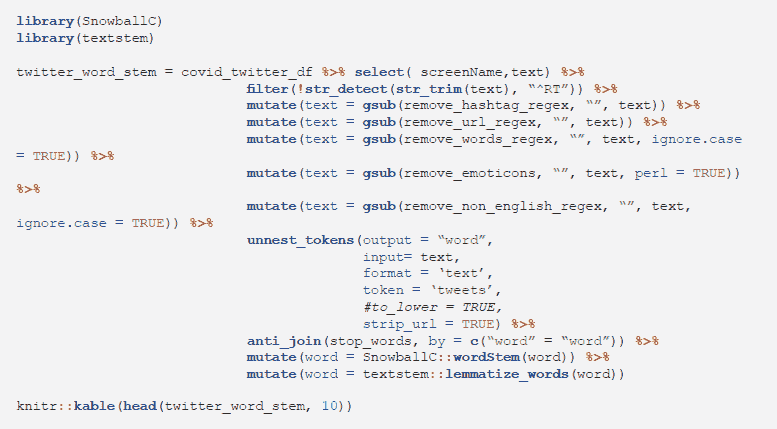 library(SnowballC)
library(textstem)
twitter_word_stem = covid_twitter_df %>% select( screenName,text) %>%
filter(!str_detect(str_trim(text), “^RT”)) %>%
mutate(text = gsub(remove_hashtag_regex, “”, text)) %>%
mutate(text = gsub(remove_url_regex, “”, text)) %>%
mutate(text = gsub(remove_words_regex, “”, text, ignore.case
= TRUE)) %>%
mutate(text = gsub(remove_emoticons, “”, text, perl = TRUE))
%>%
mutate(text = gsub(remove_non_english_regex, “”, text,
ignore.case = TRUE)) %>%
unnest_tokens(output = “word”,
input= text,
format = ‘text’,
token = ‘tweets’,
#to_lower = TRUE,
strip_url = TRUE) %>%
anti_join(stop_words, by = c(“word” = “word”)) %>%
mutate(word = SnowballC::wordStem(word)) %>%
mutate(word = textstem::lemmatize_words(word))
knitr::kable(head(twitter_word_stem, 10))